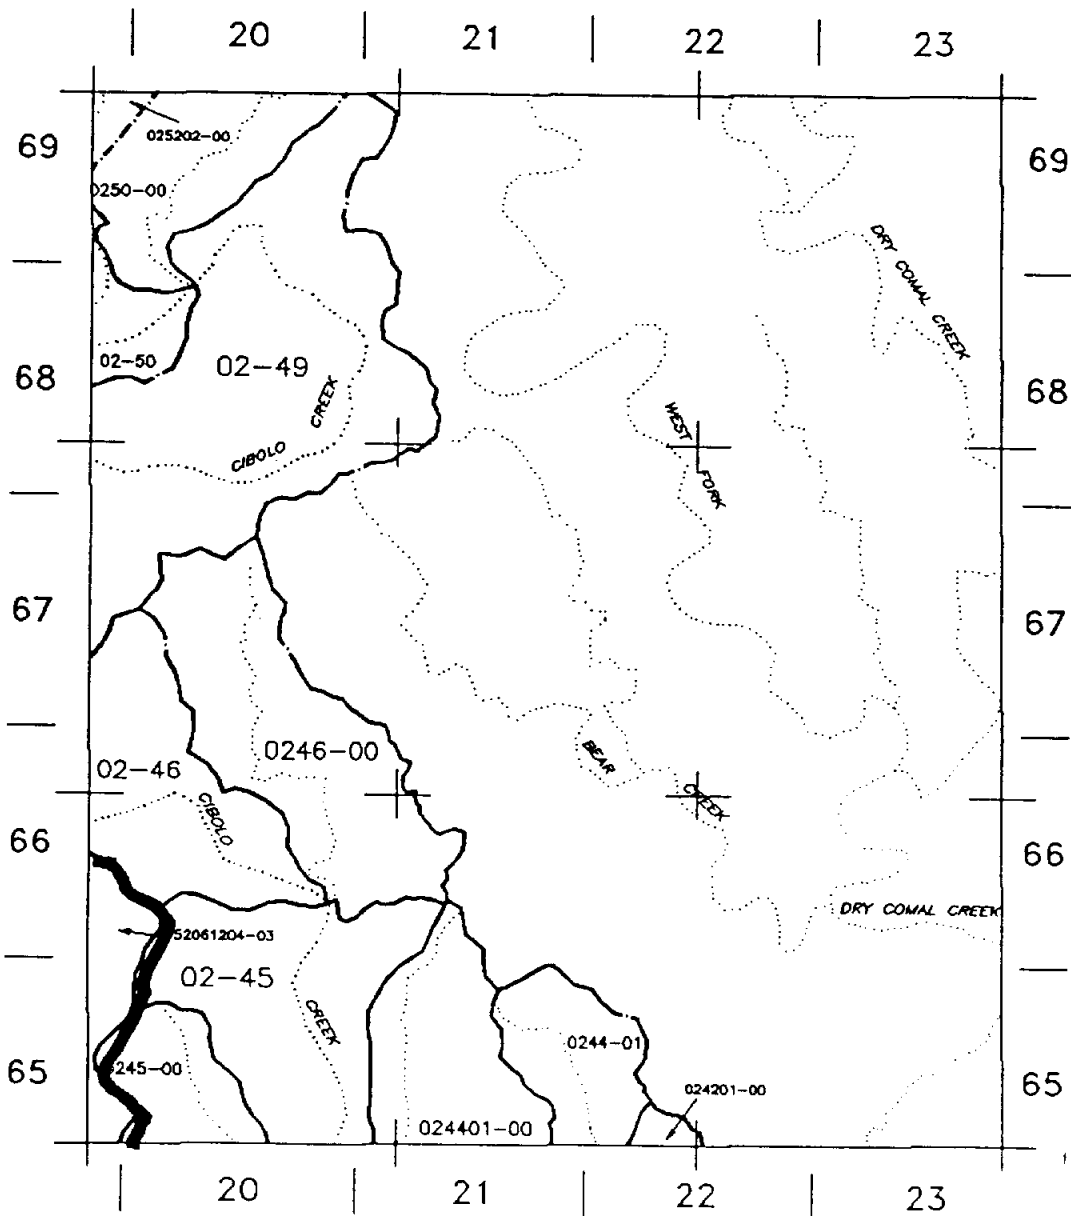 20 21 22 23
69 69
025202-00
0250-00
DRY COMAL CREEK
02-50
02-49
68 68
CREEK
CIBOLO
WEST
FORK
67 67
0246-00
02-46
BEAR
CREEK
CIBOLO
66 66
DRY COMAL CREEK
52061204-03
02-45
CREEK
0244-01
65 65
0245-00
024201-00
024401-00
20 21 22 23